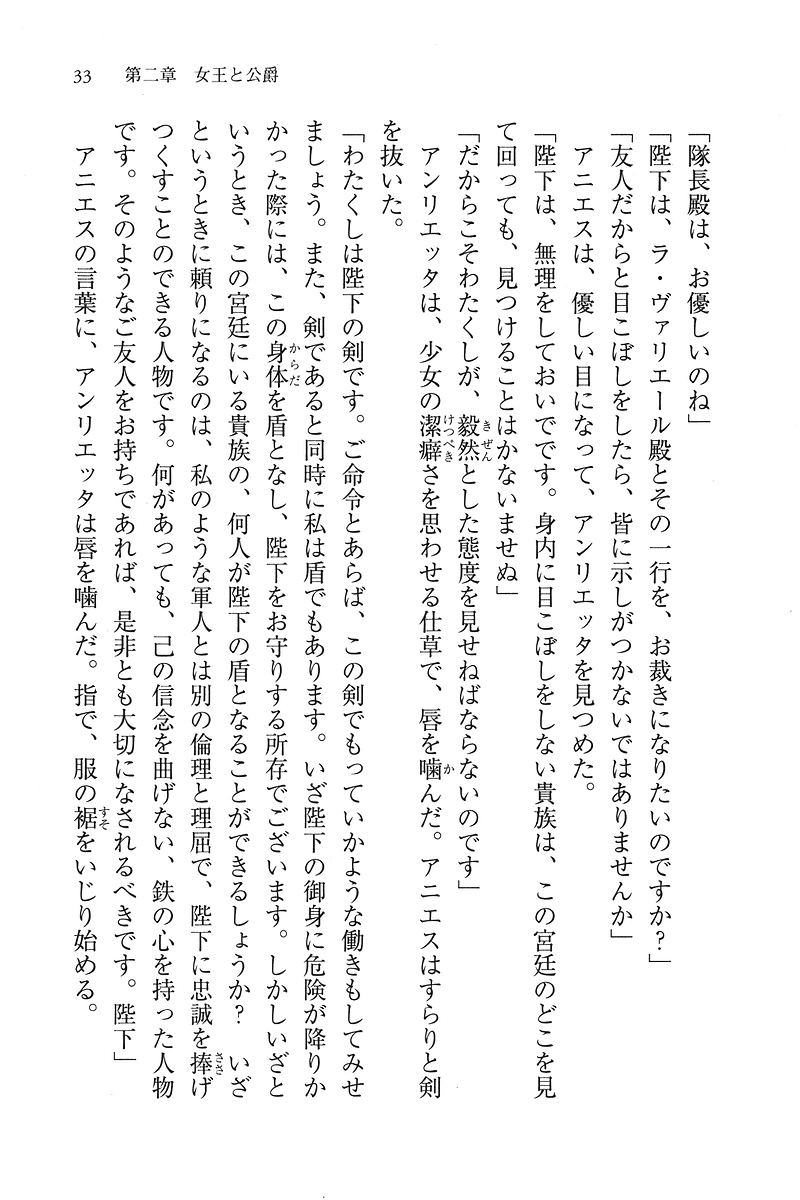 33　第二章　女王と公爵
「隊長殿は、お優しいのね」
「陛下は、ラ・ヴァリエール殿とその一行を、お裁きになりたいのですか？」
「友人だからと目こぼしをしたら、皆に示しがつかないではありませんか」
　アニエスは、優しい目になって、アンリエッタを見つめた。
「陛下は、無理をしておいでです。身内に目こぼしをしない貴族は、この宮廷のどこを見
て回っても、見つけることはかないませぬ」
「だからこそわたくしが、毅然とした態度を見せねばならないのです」
　アンリエッタは、少女の潔癖さを思わせる仕草で、唇を噛んだ。アニエスはすらりと剣
を抜いた。
「わたくしは陛下の剣です。ご命令とあらば、この剣でもっていかような働きもしてみせ
ましょう。また、剣であると同時に私は盾でもあります。いざ陛下の御身に危険が降りか
かった際には、この身体を盾となし、陛下をお守りする所存でございます。しかしいざと
いうとき、この宮廷にいる貴族の、何人が陛下の盾となることができるしょうか？　いざ
というときに頼りになるのは、私のような軍人とは別の倫理と理屈で、陛下に忠誠を捧げ
つくすことのできる人物です。何があっても、己の信念を曲げない、鉄の心を持った人物
です。そのようなご友人をお持ちであれば、是非とも大切になされるべきです。陛下」
　アニエスの言葉に、アンリエッタは唇を噛んだ。指で、服の裾をいじり始める。